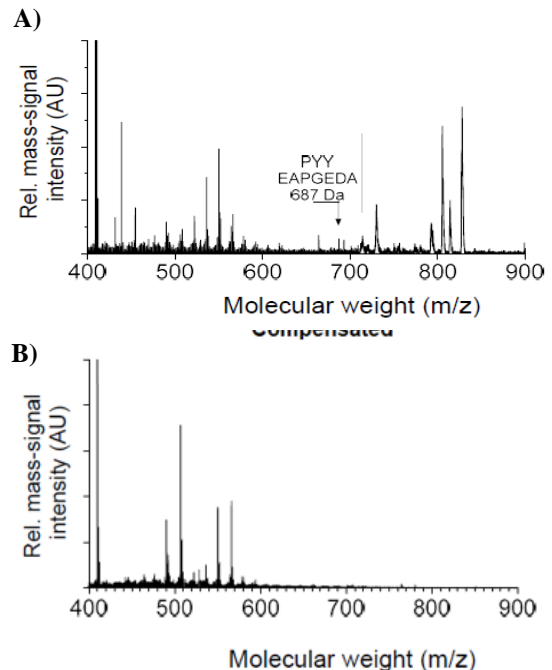 A)
Rel. mass-signal
intensity (AU)
PYY
EAPGEDA
687 Da
400 500 600 700 800 900
Molecular weight (m/z)
Compensated
B)
Rel. mass-signal
intensity (AU)
400 500 600 700 800 900
Molecular weight (m/z)